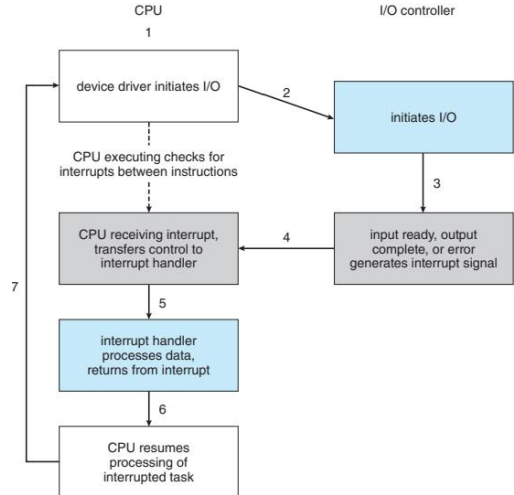 CPU
I/O controller
1
device driver initiates I/O
2
initiates I/O
CPU executing checks for
interrupts between instructions
3
CPU receiving interrupt,
transfers control to
interrupt handler
4
input ready, output
complete, or error
generates interrupt signal
7
5
interrupt handler
processes data,
returns from interrupt
6
CPU resumes
processing of
interrupted task